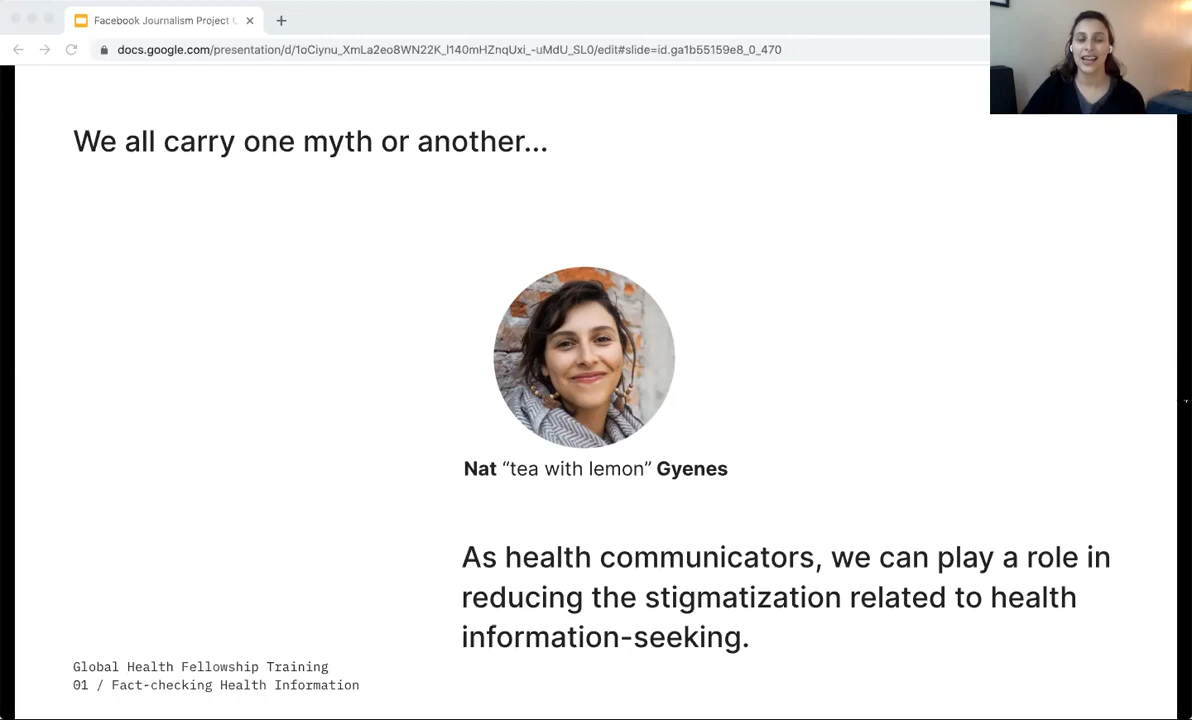 Facebook Journalism Project
docs.google.com/presentation/d/1oCiynu_XmLa2eo8WN22K_l140mHZnqUxi_-uMdU_SL0/edit#slide=id.ga1b55159e8_0_470
We all carry one myth or another...
Nat “tea with lemon” Gyenes
As health communicators, we can play a role in
reducing the stigmatization related to health
information-seeking.
Global Health Fellowship Training
01 / Fact-checking Health Information